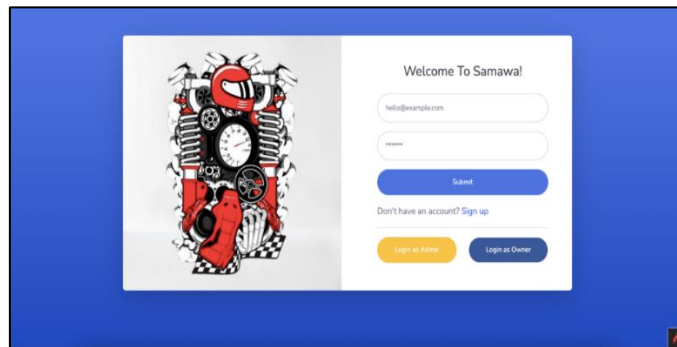 Welcome To Samawa!
hello@example.com
••••••
Submit
Don't have an account? Sign up
Login as Admin
Login as Owner